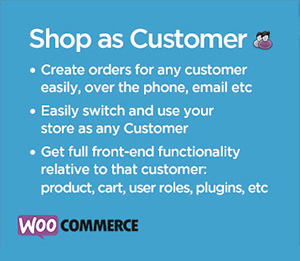 Shop as Customer
• Create orders for any customer
easily, over the phone, email etc
• Easily switch and use your
store as any Customer
• Get full front-end functionality
relative to that customer:
product, cart, user roles, plugins, etc
WOO COMMERCE